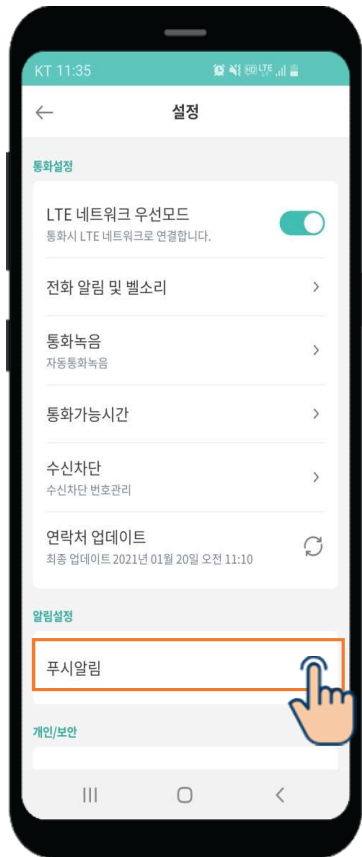 KT 11:35
HD LTE
설정
통화설정
LTE 네트워크 우선모드
통화시 LTE 네트워크로 연결합니다.
전화 알림 및 벨소리
통화녹음
자동통화녹음
통화가능시간
수신차단
수신차단 번호관리
연락처 업데이트
최종 업데이트 2021년 01월 20일 오전 11:10
알림설정
푸시알림
개인/보안